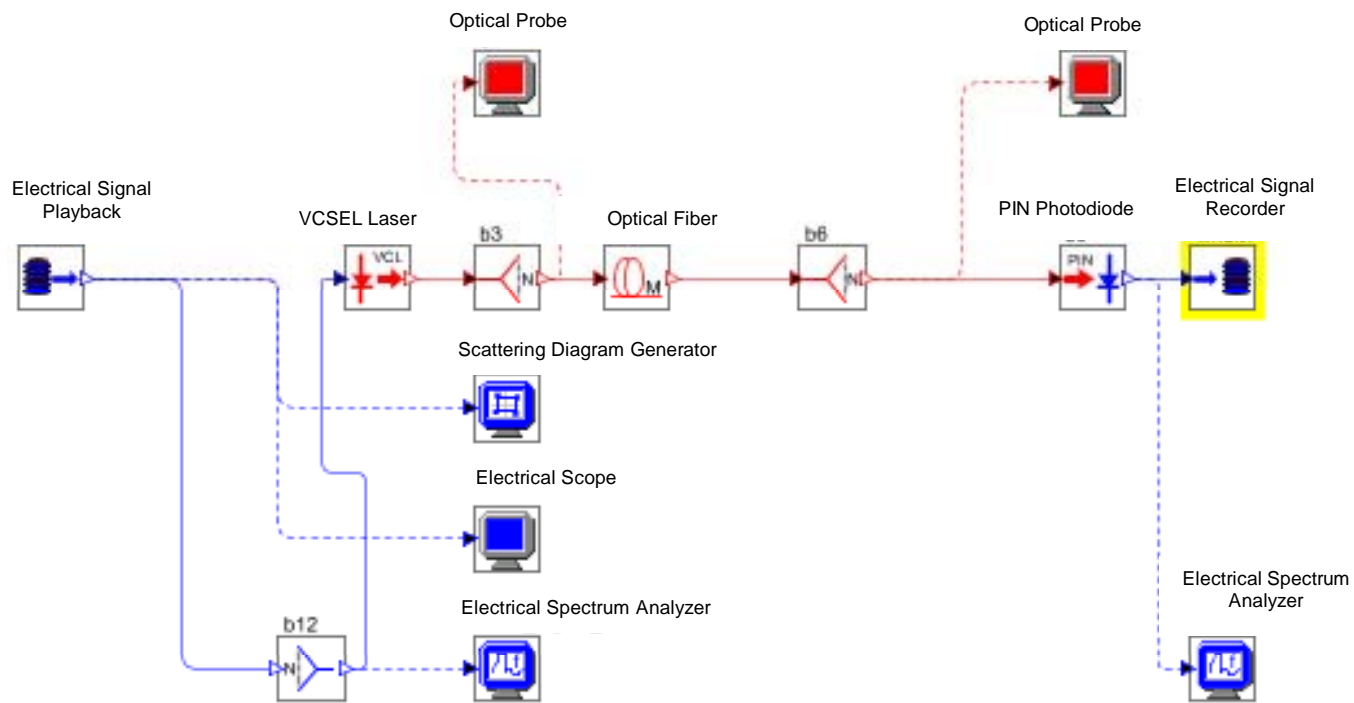 Optical Probe
Optical Probe
Electrical Signal
Playback
VCSEL Laser
b3
Optical Fiber
b6
PIN Photodiode
Electrical Signal
Recorder
VCL
N
M
N
PIN
Scattering Diagram Generator
Electrical Scope
Electrical Spectrum Analyzer
Electrical Spectrum
Analyzer
b12
N